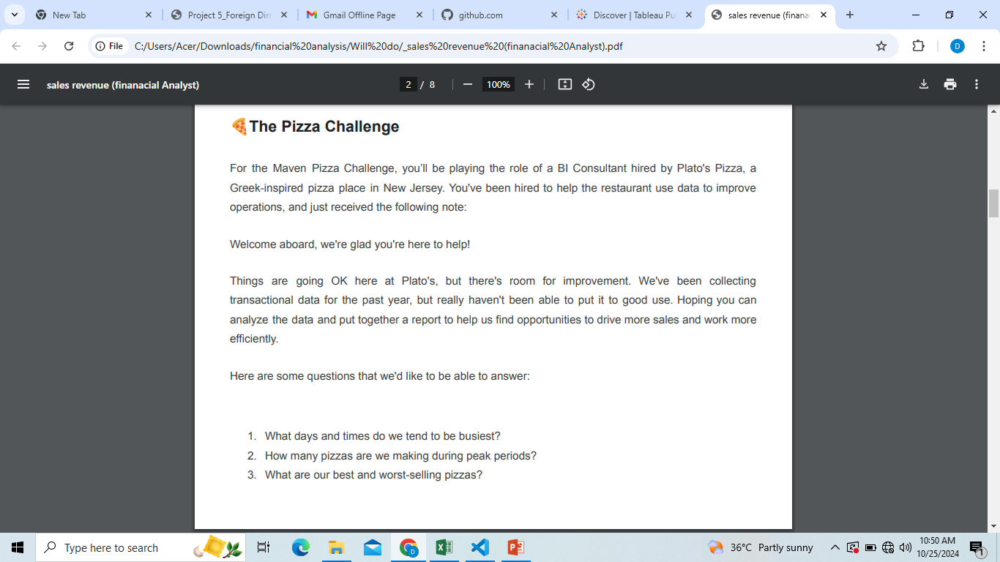 New Tab
Project 5_Foreign Dire
Gmail Offline Page
github.com
Discover | Tableau Pu
sales revenue (finana
File
C:/Users/Acer/Downloads/financial%20analysis/Will%20do/_sales%20revenue%20(finanacial%20Analyst).pdf
D
sales revenue (finanacial Analyst)
2 / 8
100%
The Pizza Challenge
For the Maven Pizza Challenge, you’ll be playing the role of a BI Consultant hired by Plato's Pizza, a
Greek-inspired pizza place in New Jersey. You've been hired to help the restaurant use data to improve
operations, and just received the following note:
Welcome aboard, we're glad you're here to help!
Things are going OK here at Plato's, but there's room for improvement. We've been collecting
transactional data for the past year, but really haven't been able to put it to good use. Hoping you can
analyze the data and put together a report to help us find opportunities to drive more sales and work more
efficiently.
Here are some questions that we'd like to be able to answer:
1. What days and times do we tend to be busiest?
2. How many pizzas are we making during peak periods?
3. What are our best and worst-selling pizzas?
Type here to search
D
36°C Partly sunny
10:50 AM
10/25/2024
1